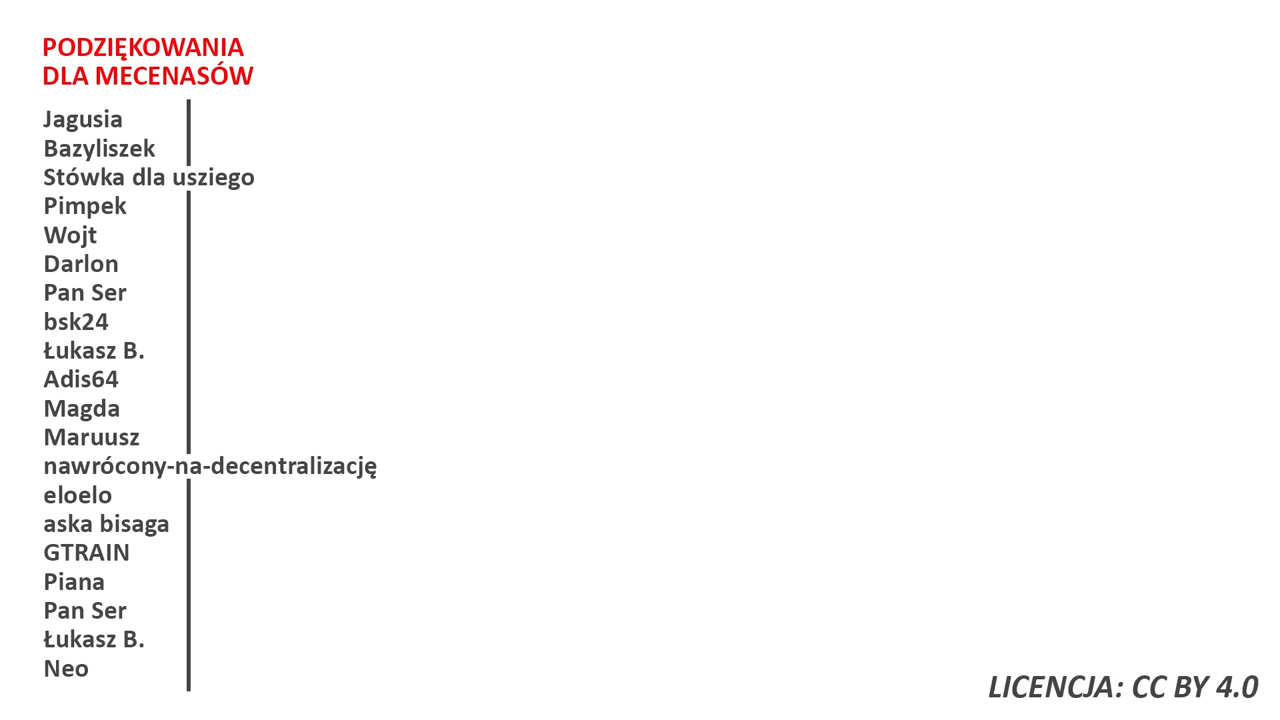 PODZIĘKOWANIA
DLA MECENASÓW
Jagusia
Bazyliszek
Stówka dla usziego
Pimpek
Wojt
Darlon
Pan Ser
bsk24
Łukasz B.
Adis64
Magda
Maruusz
nawrócony-na-decentralizację
eloelo
aska bisaga
GTRAIN
Piana
Pan Ser
Łukasz B.
Neo
LICENCJA: CC BY 4.0